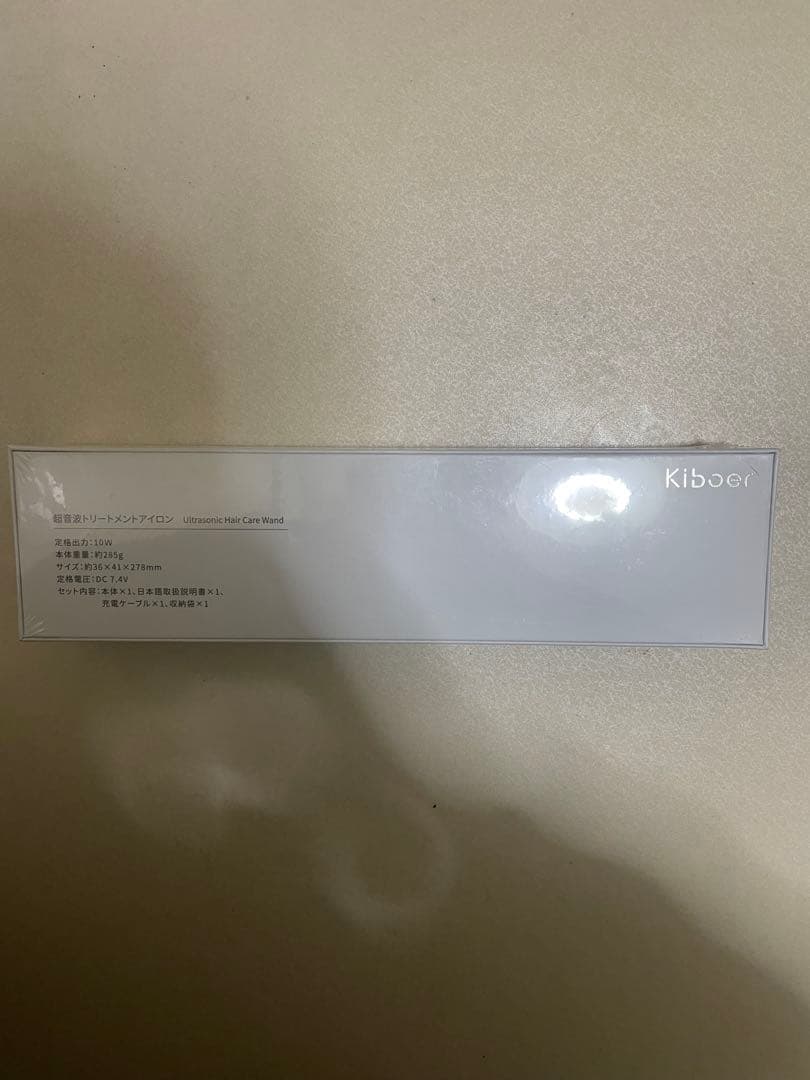 Kiboer
超音波トリートメントアイロン Ultrasonic Hair Care Wand
定格出力：10W
本体重量：約285g
サイズ：約36×41×278mm
定格電圧：DC 7.4V
セット内容：本体×1、日本語取扱説明書×1、
充電ケーブル×1、収納袋×1